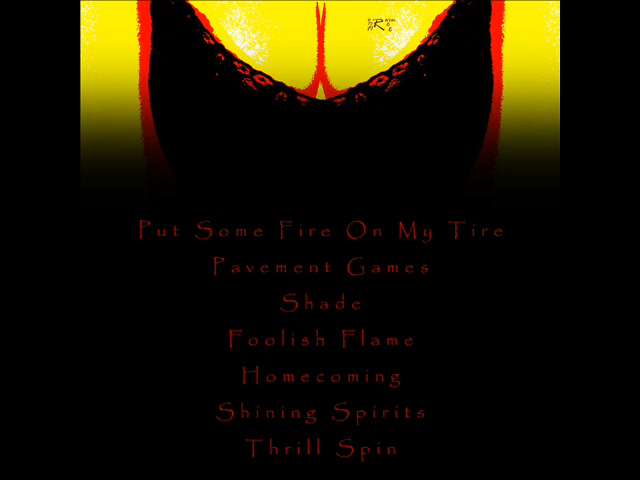 Put Some Fire On My Tire
Pavement Games
Shade
Foolish Flame
Homecoming
Shining Spirits
Thrill Spin